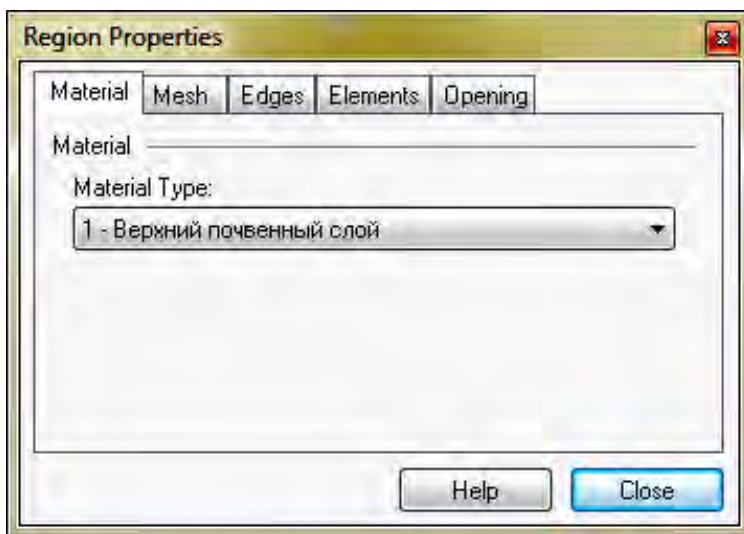 Region Properties
Material Mesh Edges Elements Opening
Material
Material Type:
1 - Верхний почвенный слой
Help Close